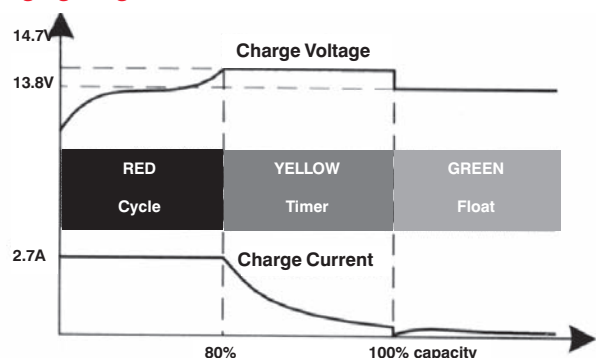 14.7V
Charge Voltage
13.8V
RED
YELLOW
GREEN
Cycle
Timer
Float
2.7A
Charge Current
80%
100% capacity